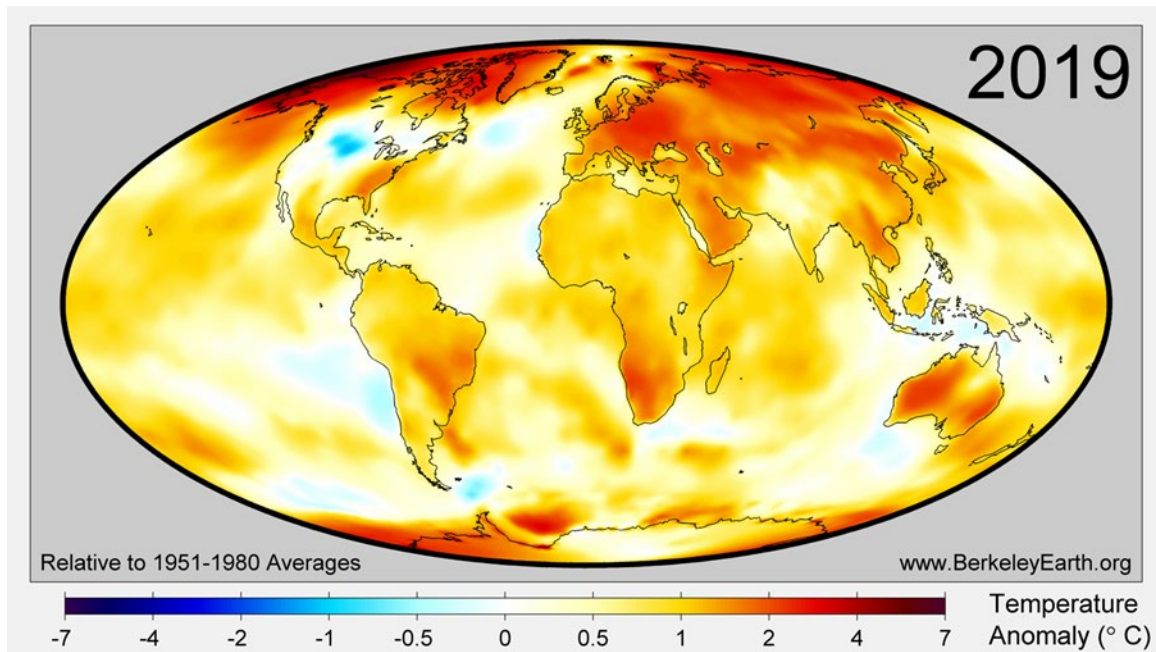 2019
Relative to 1951-1980 Averages
www.BerkeleyEarth.org
-7 -4 -2 -1 -0.5 0 0.5 1 2 4 7
Temperature
Anomaly (° C)